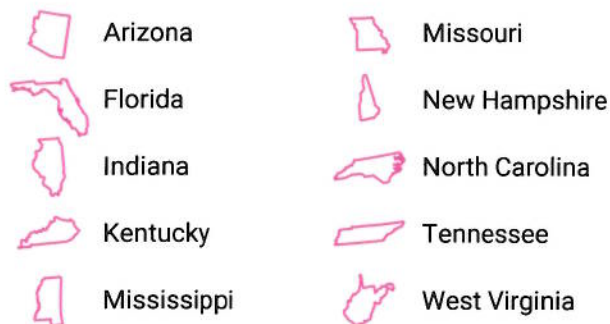 Arizona
Florida
Indiana
Kentucky
Mississippi
Missouri
New Hampshire
North Carolina
Tennessee
West Virginia